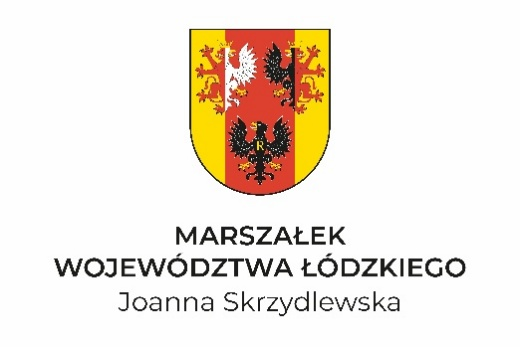 R
MARSZAŁEK
WOJEWÓDZTWA ŁÓDZKIEGO
Joanna Skrzydlewska